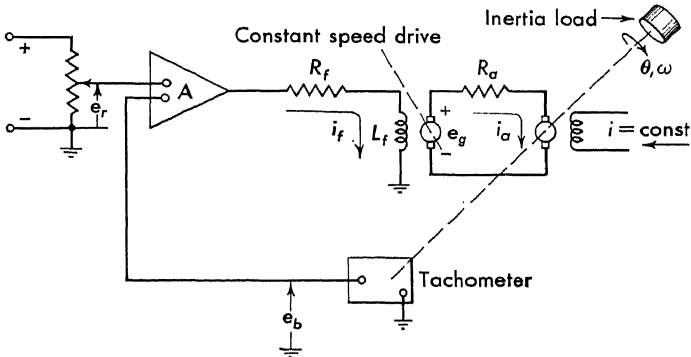 Inertia load
Constant speed drive
+
R_f
R_a
θ, ω
A
e_r
i_f
L_f
+
e_g
−
i_a
i = const
−
Tachometer
e_b